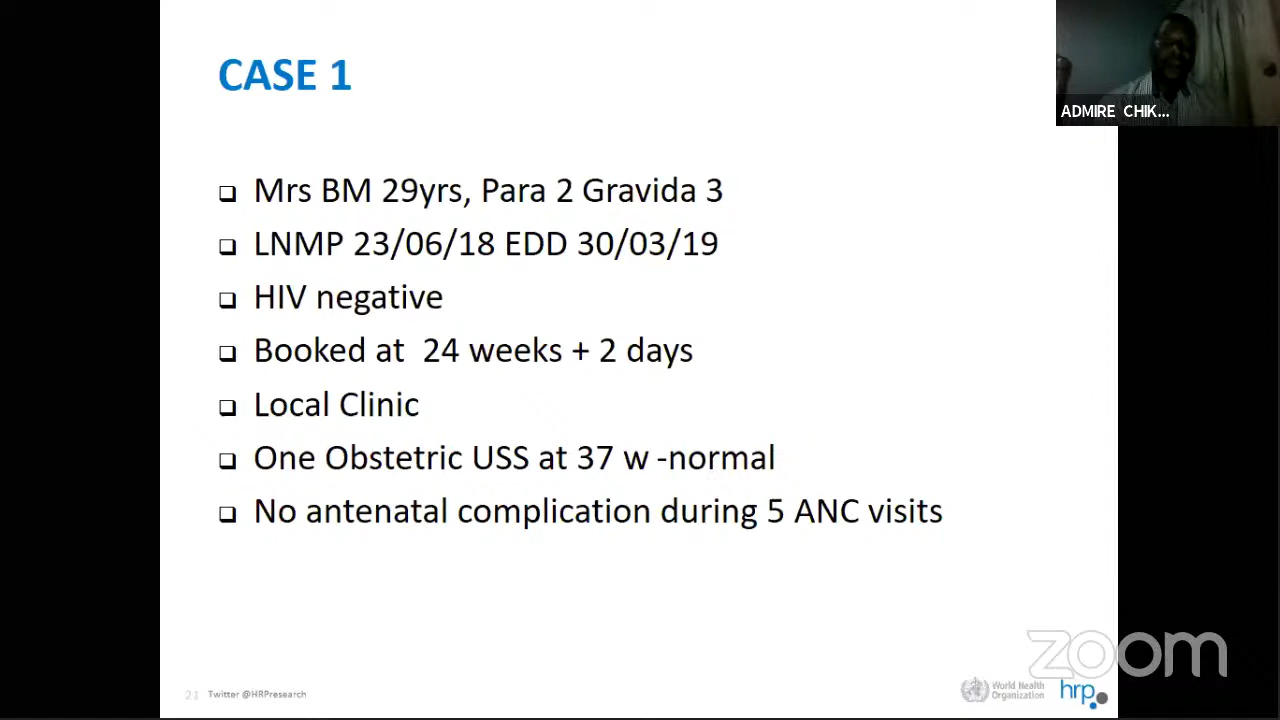 CASE 1
ADMIRE CHIK...
Mrs BM 29yrs, Para 2 Gravida 3
LNMP 23/06/18 EDD 30/03/19
HIV negative
Booked at 24 weeks + 2 days
Local Clinic
One Obstetric USS at 37 w -normal
No antenatal complication during 5 ANC visits
zoom
21 Twitter @HRPresearch
World Health
Organization
hrp